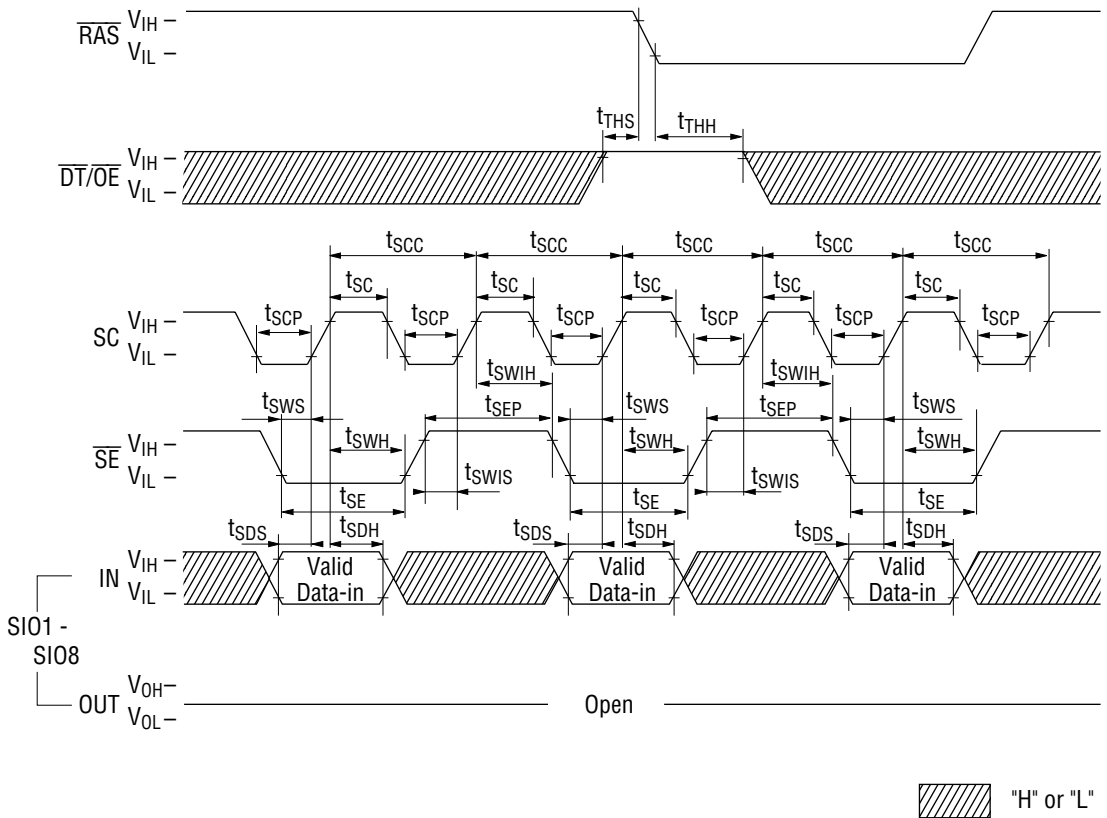 RAS VIH –
VIL –
tTHS tTHH
DT/OE VIH –
VIL –
tSCC tSCC tSCC tSCC tSCC
tSC tSC tSC tSC tSC
tSCP tSCP tSCP tSCP tSCP tSCP
SC VIH –
VIL –
tSWIH tSWIH
tSWS tSEP tSWS tSEP tSWS
SE VIH –
VIL –
tSWH tSWH tSWH
tSWIS tSWIS
tSE tSE tSE
tSDS tSDH tSDS tSDH tSDS tSDH
IN VIH –
VIL –
Valid Data-in
Valid Data-in
Valid Data-in
SIO1 -
SIO8
OUT VOH –
VOL –
Open
"H" or "L"